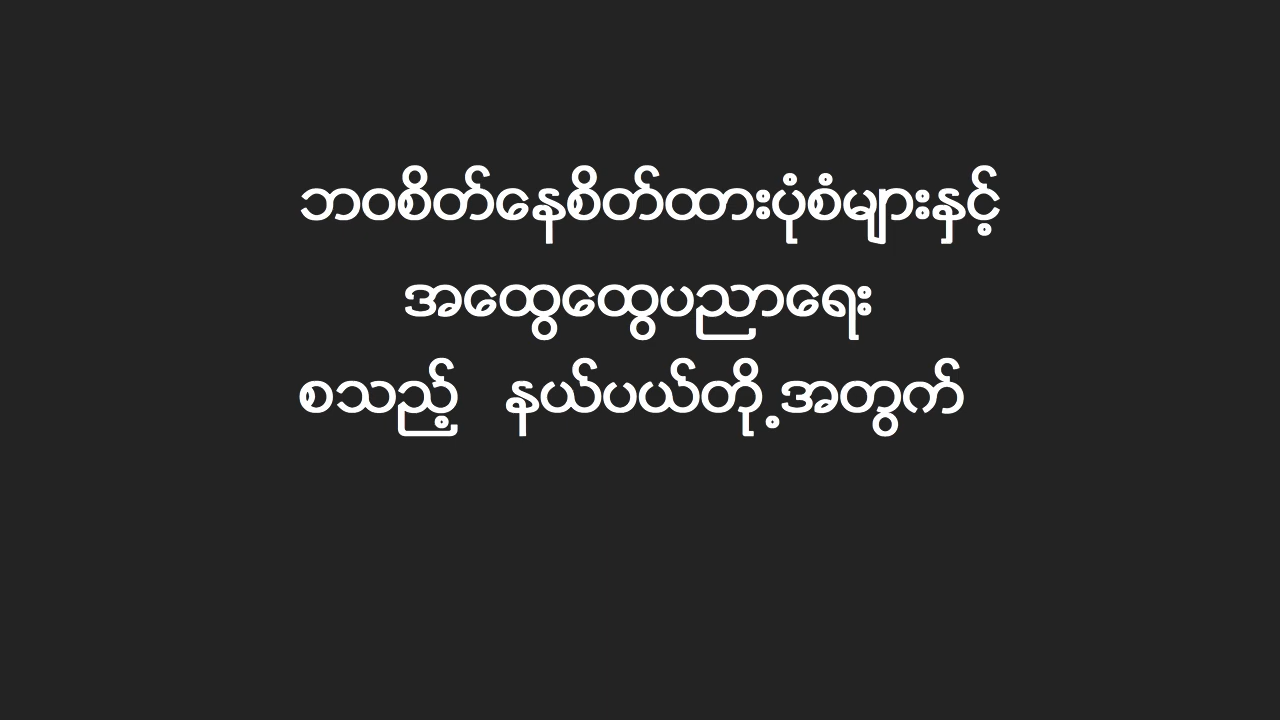 ဘဝစိတ်နေစိတ်ထားပုံစံများနှင့်
အထွေထွေပညာရေး
စသည့် နယ်ပယ်တို့အတွက်